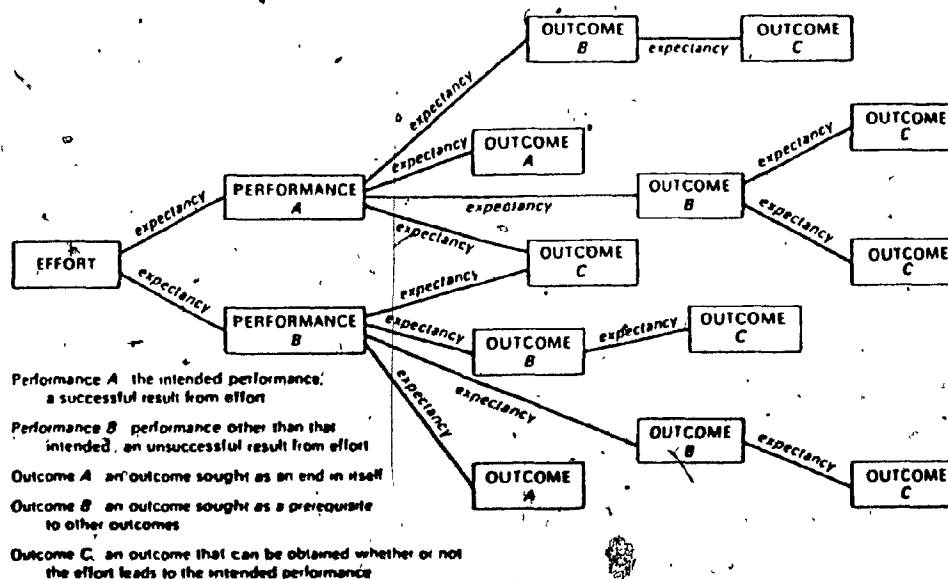 OUTCOME
B
expectancy
OUTCOME
C
expectancy
expectancy
OUTCOME
A
expectancy
OUTCOME
C
PERFORMANCE
A
expectancy
expectancy
OUTCOME
B
expectancy
OUTCOME
C
expectancy
EFFORT
expectancy
expectancy
OUTCOME
C
expectancy
PERFORMANCE
B
expectancy
OUTCOME
B
expectancy
OUTCOME
C
expectancy
expectancy
OUTCOME
B
expectancy
OUTCOME
C
OUTCOME
A
Performance A the intended performance,
a successful result from effort
Performance B performance other than that
intended, an unsuccessful result from effort
Outcome A an outcome sought as an end in itself
Outcome B an outcome sought as a prerequisite
to other outcomes
Outcome C an outcome that can be obtained whether or not
the effort leads to the intended performance